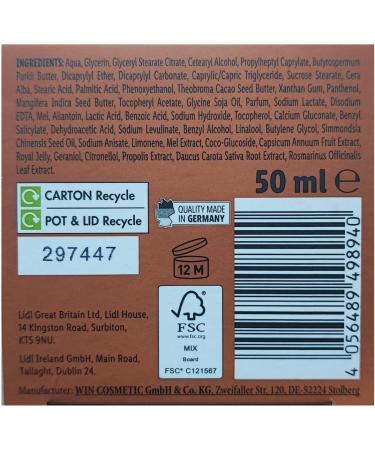 INGREDIENTS: Aqua, Glycerin, Glyceryl Stearate Citrate, Cetearyl Alcohol, Propylheptyl Caprylate, Butyrospermum
Parkii Butter, Dicaprylyl Ether, Dicaprylyl Carbonate, Caprylic/Capric Triglyceride, Sucrose Stearate, Cera
Alba, Stearic Acid, Palmitic Acid, Phenoxyethanol, Theobroma Cacao Seed Butter, Xanthan Gum, Panthenol,
Mangifera Indica Seed Butter, Tocopheryl Acetate, Glycine Soja Oil, Parfum, Sodium Lactate, Disodium
EDTA, Mel, Allantoin, Lactic Acid, Benzoic Acid, Sodium Hydroxide, Tocopherol, Calcium Gluconate, Benzyl
Salicylate, Dehydroacetic Acid, Sodium Levulinate, Benzyl Alcohol, Linalool, Butylene Glycol, Simmondsia
Chinensis Seed Oil, Sodium Anisate, Limonene, Mel Extract, Coco-Glucoside, Capsicum Annuum Fruit Extract,
Royal Jelly, Geraniol, Citronellol, Propolis Extract, Daucus Carota Sativa Root Extract, Rosmarinus Officinalis
Leaf Extract.
CARTON Recycle
POT & LID Recycle
297447
QUALITY MADE IN
GERMANY
50 ml e
12 M
4 056489 498940
FSC
www.fsc.org
MIX
Board
FSC® C121567
Lidl Great Britain Ltd, Lidl House,
14 Kingston Road, Surbiton,
KT5 9NU.
Lidl Ireland GmbH, Main Road,
Tallaght, Dublin 24.
Manufacturer: WIN COSMETIC GmbH & Co. KG, Zweifaller Str. 120, DE-52224 Stolberg